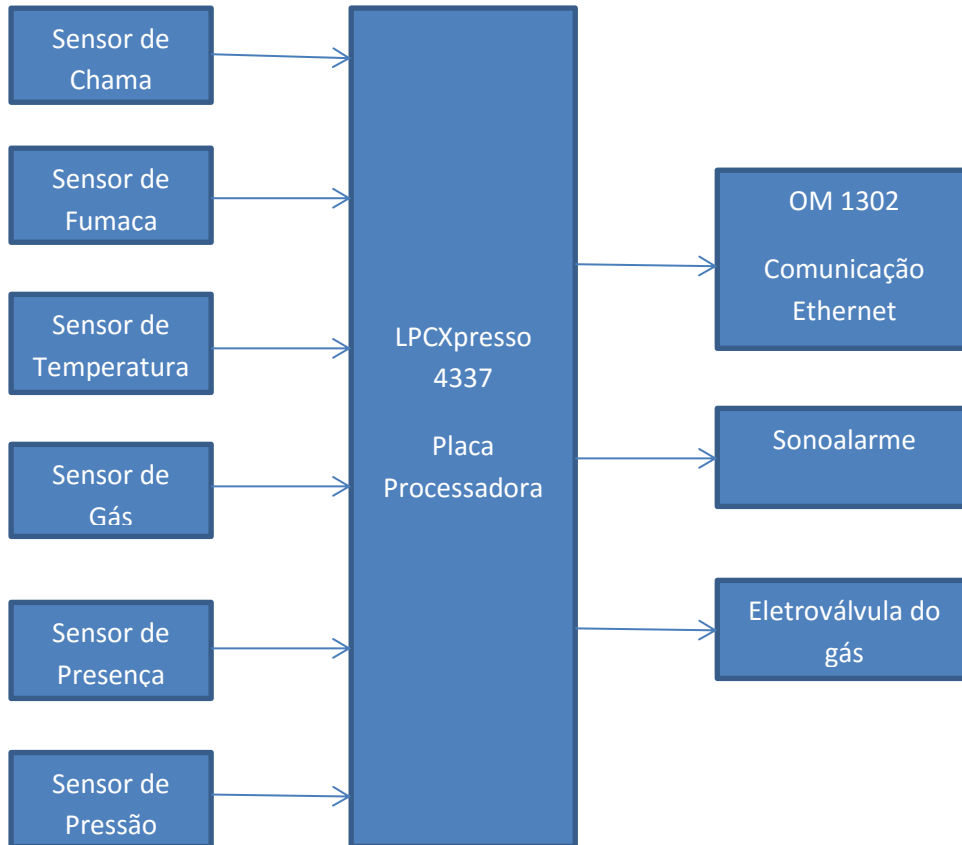 Sensor de
Chama
Sensor de
Fumaca
Sensor de
Temperatura
Sensor de
Gás
Sensor de
Presença
Sensor de
Pressão
LPCXpresso
4337
Placa
Processadora
OM 1302
Comunicação
Ethernet
Sonoalarme
Eletroválvula do
gás